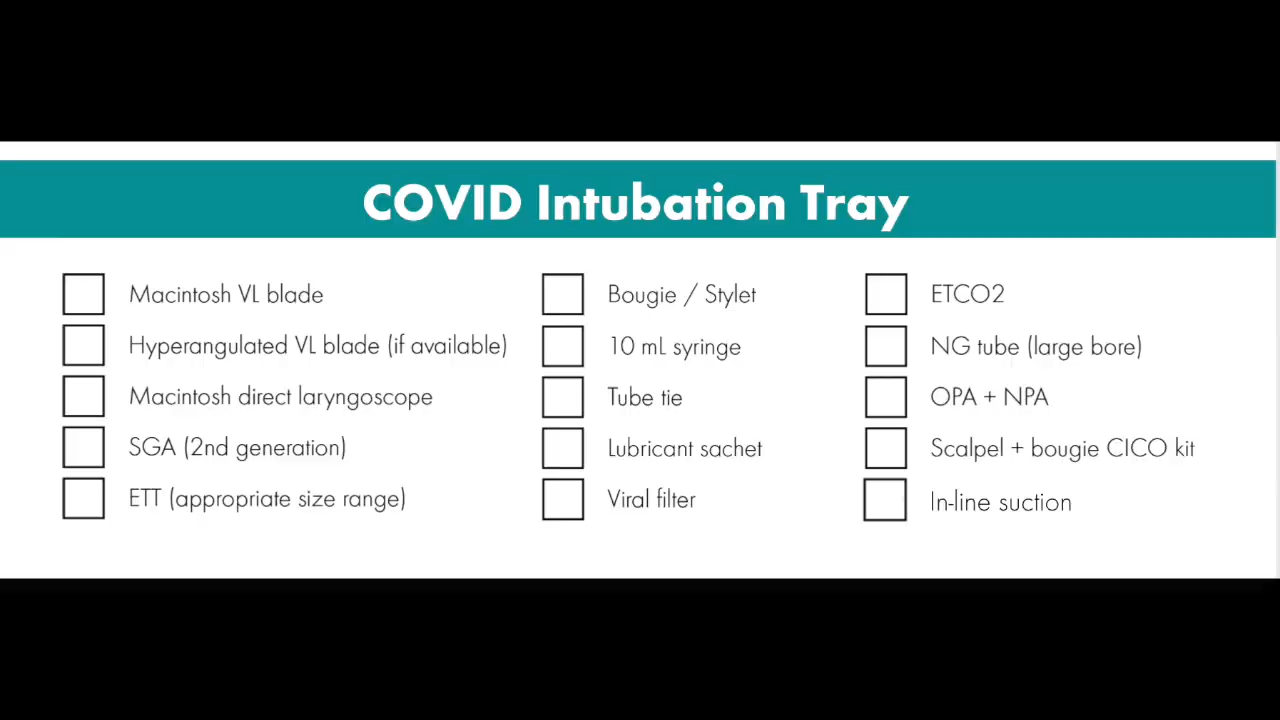 COVID Intubation Tray
Macintosh VL blade
Hyperangulated VL blade (if available)
Macintosh direct laryngoscope
SGA (2nd generation)
ETT (appropriate size range)
Bougie / Stylet
10 mL syringe
Tube tie
Lubricant sachet
Viral filter
ETCO2
NG tube (large bore)
OPA + NPA
Scalpel + bougie CICO kit
In-line suction